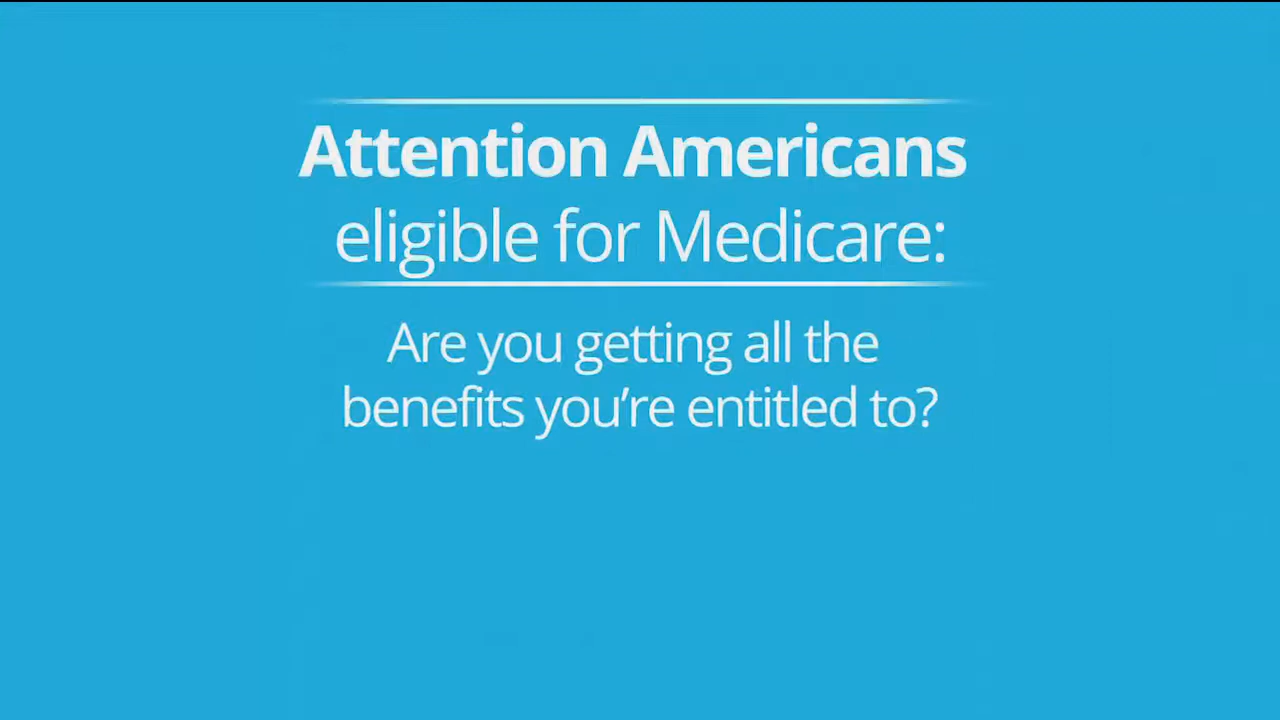 Attention Americans
eligible for Medicare:
Are you getting all the
benefits you’re entitled to?